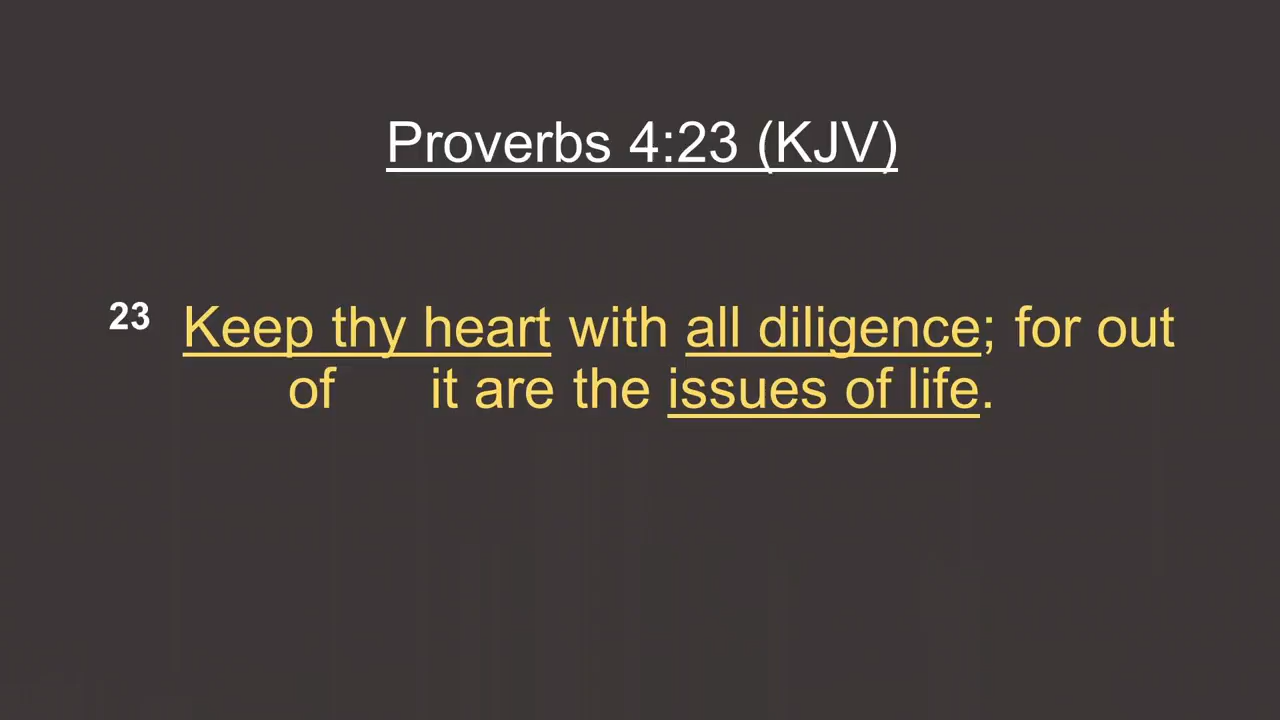 Proverbs 4:23 (KJV)
23 Keep thy heart with all diligence; for out
of it are the issues of life.